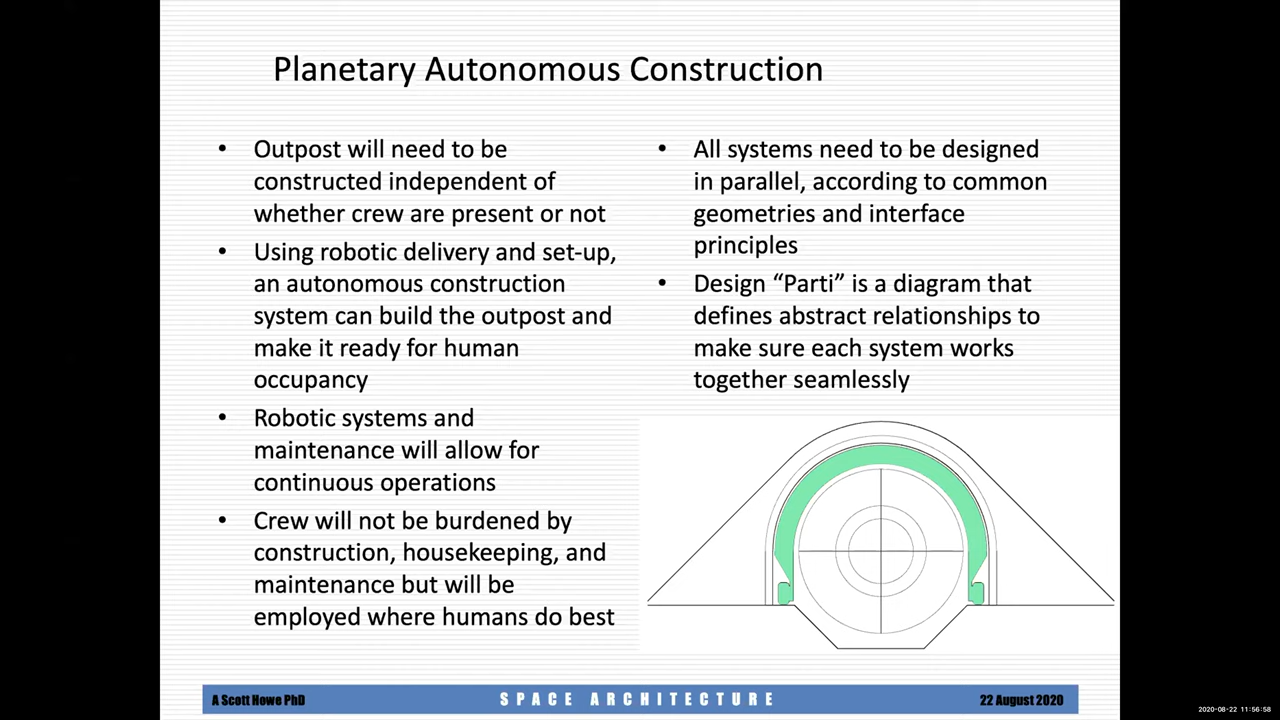 Planetary Autonomous Construction
• Outpost will need to be
constructed independent of
whether crew are present or not
• Using robotic delivery and set-up,
an autonomous construction
system can build the outpost and
make it ready for human
occupancy
• Robotic systems and
maintenance will allow for
continuous operations
• Crew will not be burdened by
construction, housekeeping, and
maintenance but will be
employed where humans do best
• All systems need to be designed
in parallel, according to common
geometries and interface
principles
• Design “Parti” is a diagram that
defines abstract relationships to
make sure each system works
together seamlessly
A Scott Howe PhD
SPACE ARCHITECTURE
22 August 2020
2020-08-22 11:56:58